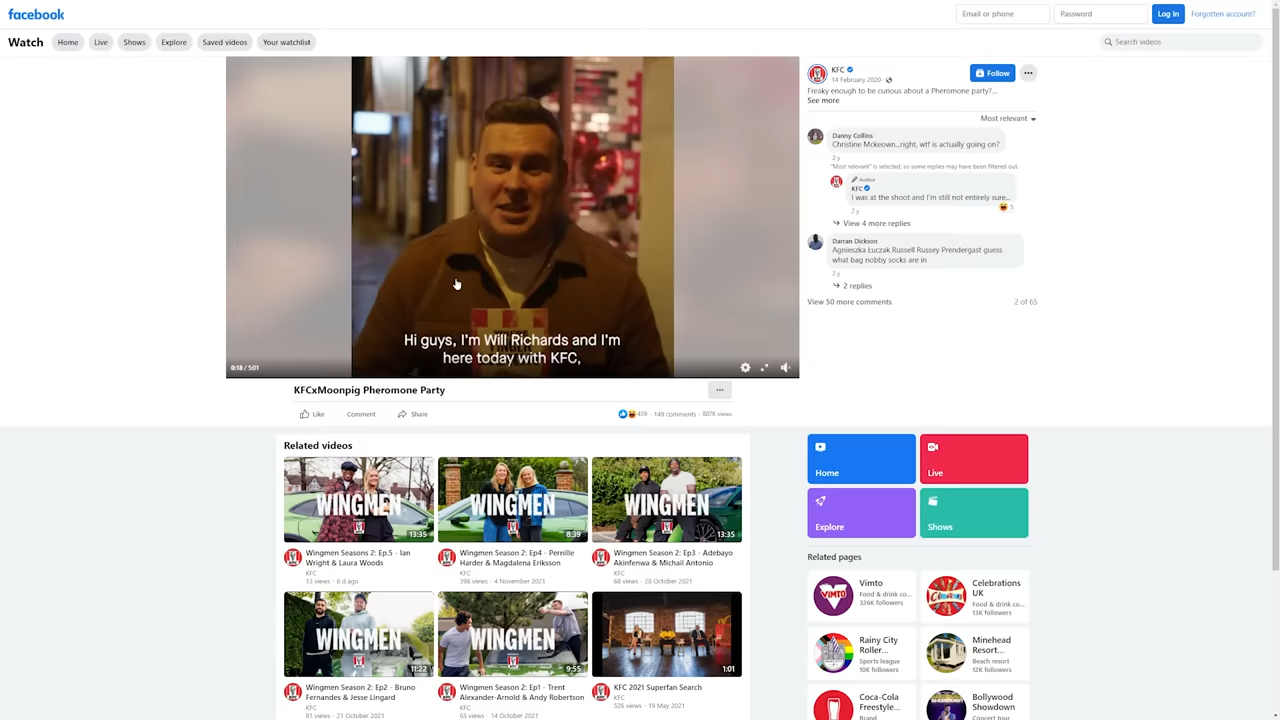 facebook
Email or phone
Password
Log In
Forgotten account?
Watch
Home
Live
Shows
Explore
Saved videos
Your watchlist
Search videos
Hi guys, I'm Will Richards and I'm
here today with KFC,
0:18 / 5:01
KFC
14 February 2020 ·
Follow
Freaky enough to be curious about a Pheromone party?...
See more
Most relevant
Danny Collins
Christine Mckeown...right, wtf is actually going on?
2 y
"Most relevant" is selected, so some replies may have been filtered out.
Author
KFC
I was at the shoot and I'm still not entirely sure...
5
2 y
View 4 more replies
Darran Dickson
Agnieszka Łuczak Russell Russey Prendergast guess
what bag nobby socks are in
2 y
2 replies
View 50 more comments
2 of 65
KFCxMoonpig Pheromone Party
Like
Comment
Share
459 · 149 comments · 807K views
Related videos
WINGMEN
13:35
Wingmen Seasons 2: Ep.5 - Ian
Wright & Laura Woods
KFC
13 views · 6 d ago
WINGMEN
8:39
Wingmen Season 2: Ep4 - Pernille
Harder & Magdalena Eriksson
KFC
398 views · 4 November 2021
WINGMEN
13:35
Wingmen Season 2: Ep3 - Adebayo
Akinfenwa & Michail Antonio
KFC
68 views · 28 October 2021
WINGMEN
11:22
Wingmen Season 2: Ep2 - Bruno
Fernandes & Jesse Lingard
KFC
81 views · 21 October 2021
WINGMEN
9:55
Wingmen Season 2: Ep1 - Trent
Alexander-Arnold & Andy Robertson
KFC
63 views · 14 October 2021
1:01
KFC 2021 Superfan Search
KFC
526 views · 19 May 2021
Home
Live
Explore
Shows
Related pages
Vimto
Food & drink co...
326K followers
Celebrations
UK
Food & drink co...
13K followers
Rainy City
Roller...
Sports league
10K followers
Minehead
Resort...
Beach resort
12K followers
Coca-Cola
Freestyle...
Brand
Bollywood
Showdown
Concert tour